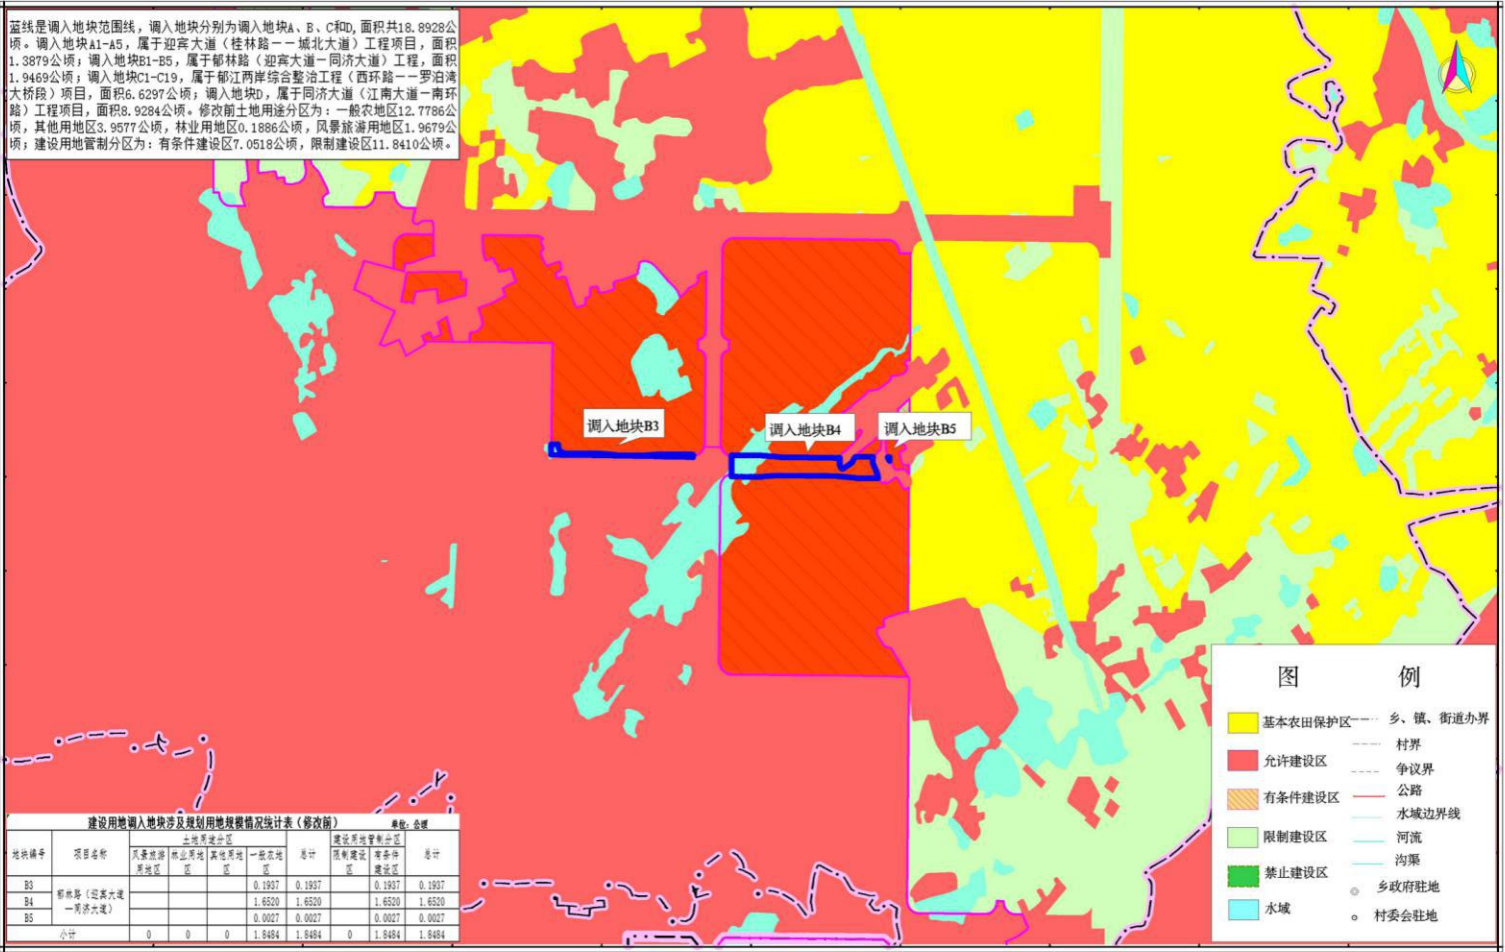 蓝线是调入地块范围线，调入地块分别为调入地块A、B、C和D,面积共18.8928公
顷。调入地块A1-A5，属于迎宾大道（桂林路——城北大道）工程项目，面积
1.3879公顷；调入地块B1-B5，属于郁林路（迎宾大道—同济大道）工程，面积
1.9469公顷；调入地块C1-C19，属于郁江两岸综合整治工程（西环路——罗泊湾
大桥段）项目，面积6.6297公顷；调入地块D，属于同济大道（江南大道—南环
路）工程项目，面积8.9284公顷。修改前土地用途分区为：一般农地区12.7786公
顷，其他用地区3.9577公顷，林业用地区0.1886公顷，风景旅游用地区1.9679公
顷；建设用地管制分区为：有条件建设区7.0518公顷，限制建设区11.8410公顷。
调入地块B3
调入地块B4
调入地块B5
图 例
基本农田保护区
允许建设区
有条件建设区
限制建设区
禁止建设区
水域
乡、镇、街道办界
村界
争议界
公路
水域边界线
河流
沟渠
乡政府驻地
村委会驻地
建设用地调入地块涉及规划用地规模情况统计表（修改前）
单位：公顷
地块编号 项目名称 土地用途分区 总计 建设用地管制分区 总计
风景旅游用地区 林业用地区 其他用地区 一般农地区 限制建设区 有条件建设区
B3 郁林路（迎宾大道—同济大道） 0.1937 0.1937 0.1937 0.1937
B4 1.6520 1.6520 1.6520 1.6520
B5 0.0027 0.0027 0.0027 0.0027
小计 0 0 0 1.8484 1.8484 0 1.8484 1.8484